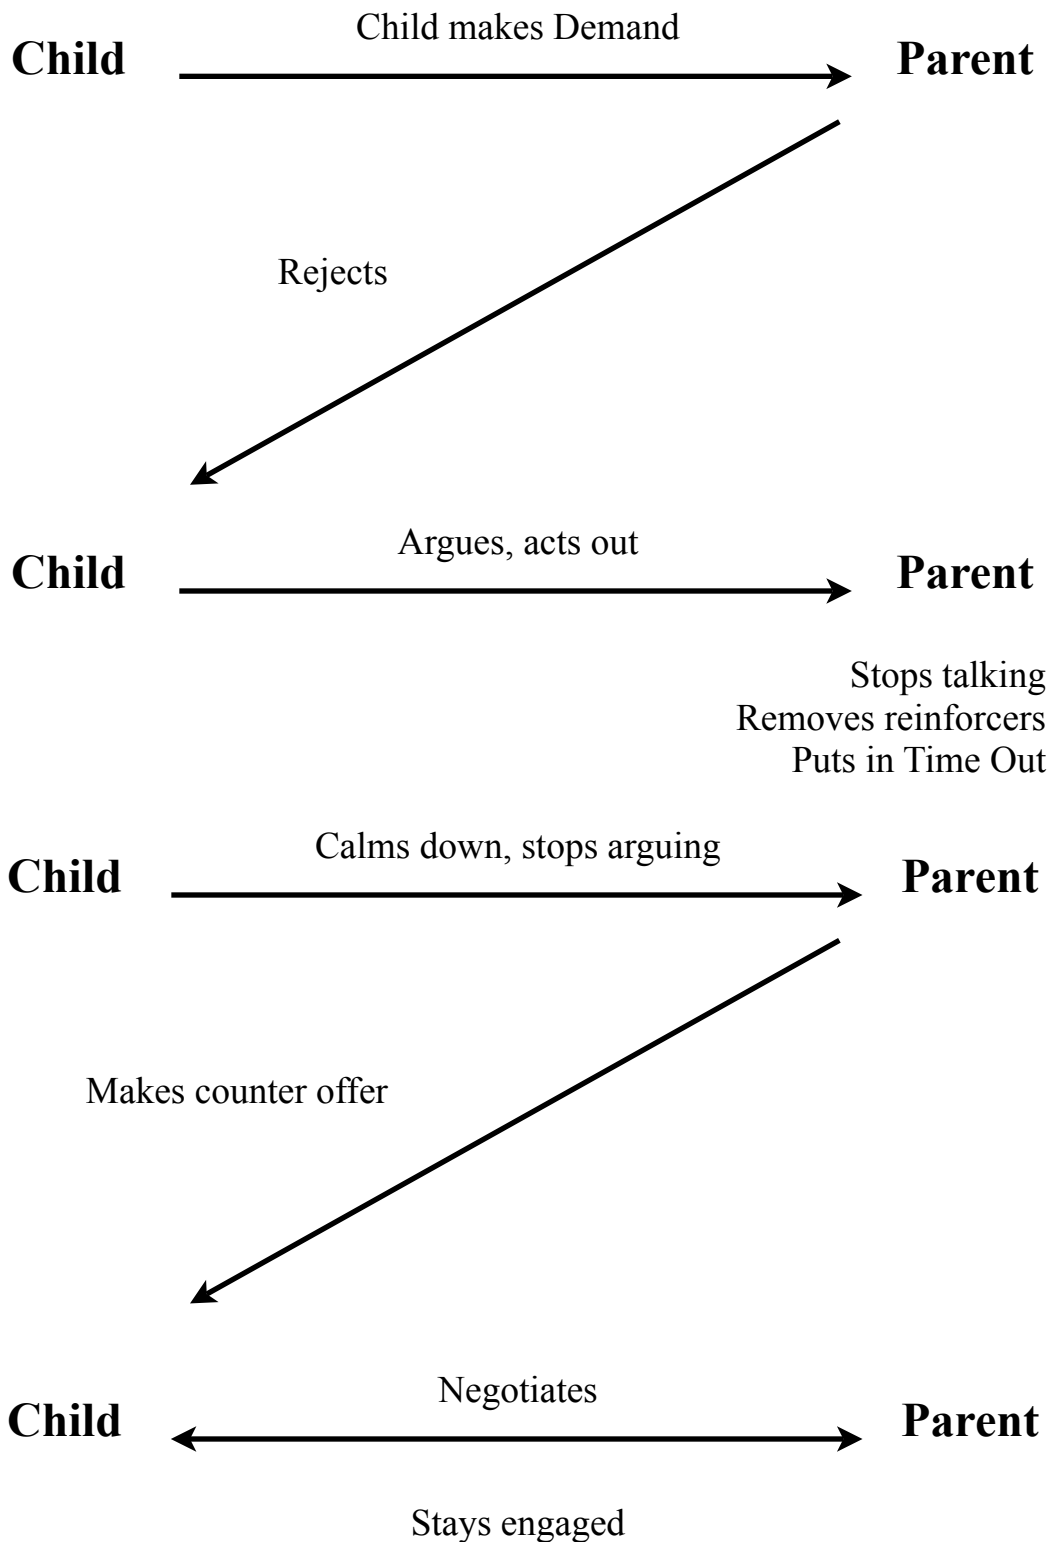 Child makes Demand
Child Parent
Rejects
Argues, acts out
Child Parent
Stops talking
Removes reinforcers
Puts in Time Out
Calms down, stops arguing
Child Parent
Makes counter offer
Negotiates
Child Parent
Stays engaged